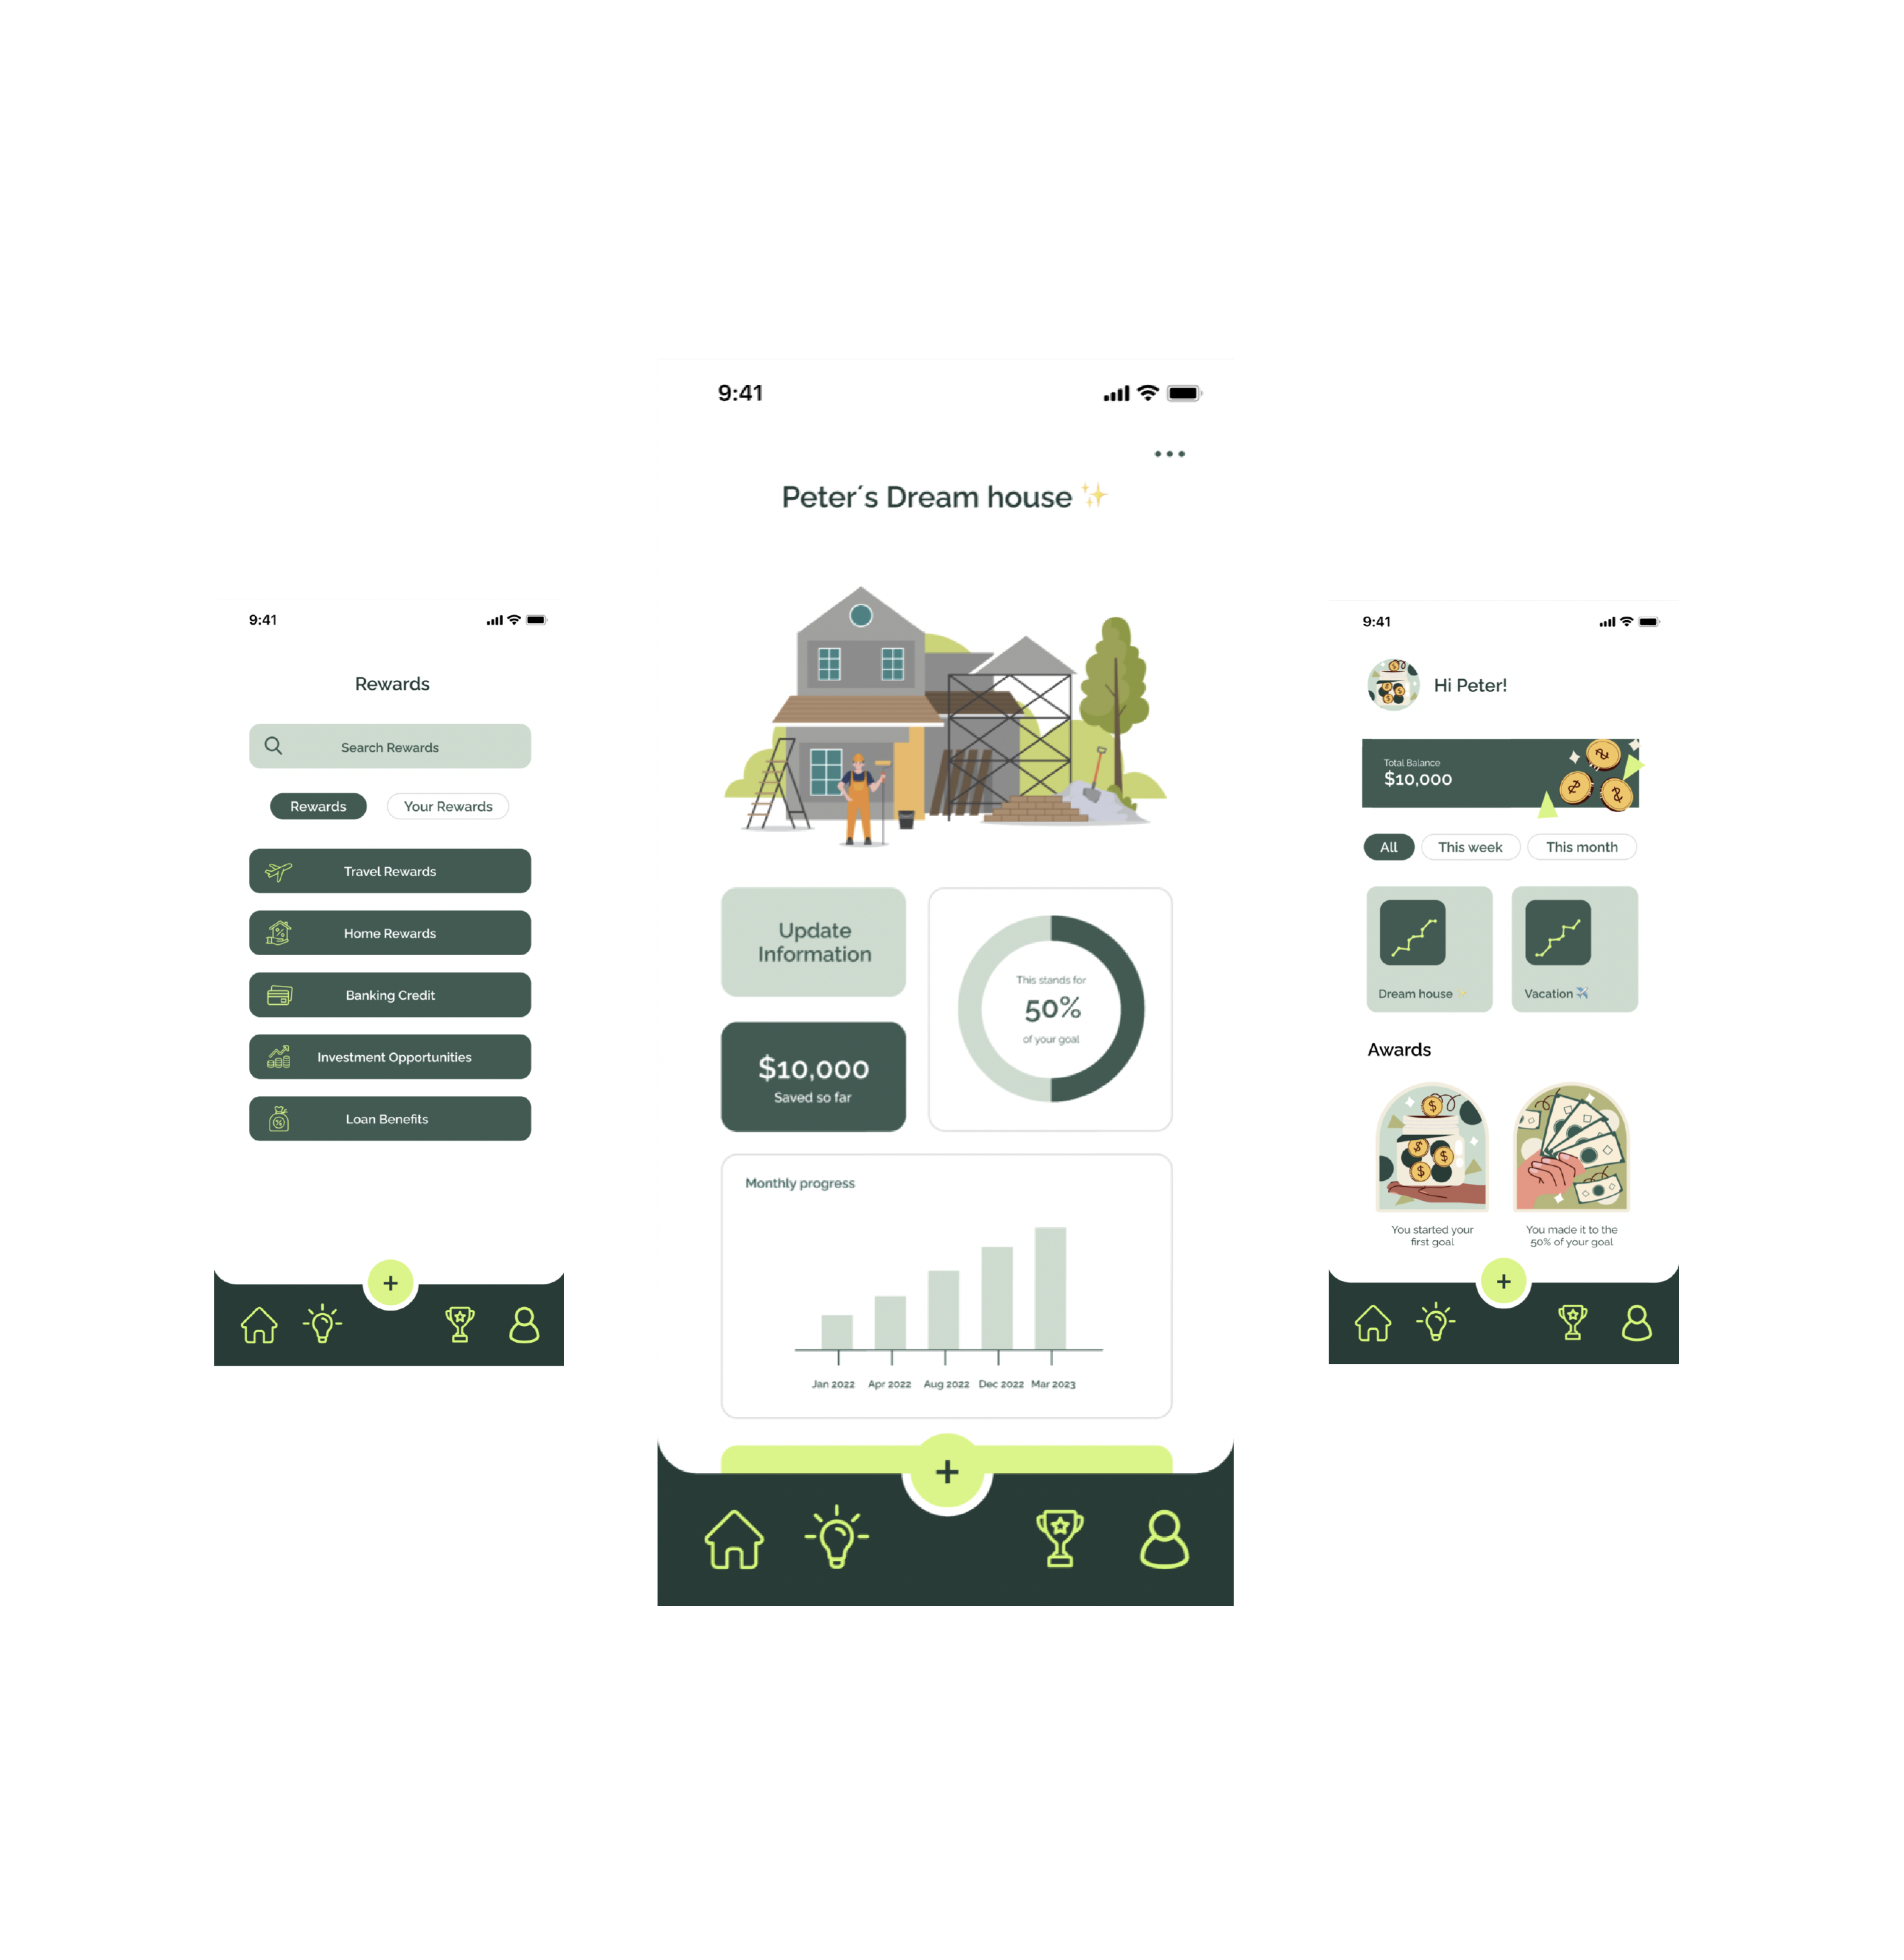 9:41
Rewards
Search Rewards
Rewards
Your Rewards
Travel Rewards
Home Rewards
Banking Credit
Investment Opportunities
Loan Benefits
+
9:41
Peter´s Dream house ✨
Update
Information
$10,000
Saved so far
This stands for
50%
of your goal
Monthly progress
Jan 2022 Apr 2022 Aug 2022 Dec 2022 Mar 2023
+
9:41
Hi Peter!
Total Balance
$10,000
All
This week
This month
Dream house ✨
Vacation ✈️
Awards
You started your
first goal
You made it to the
50% of your goal
+